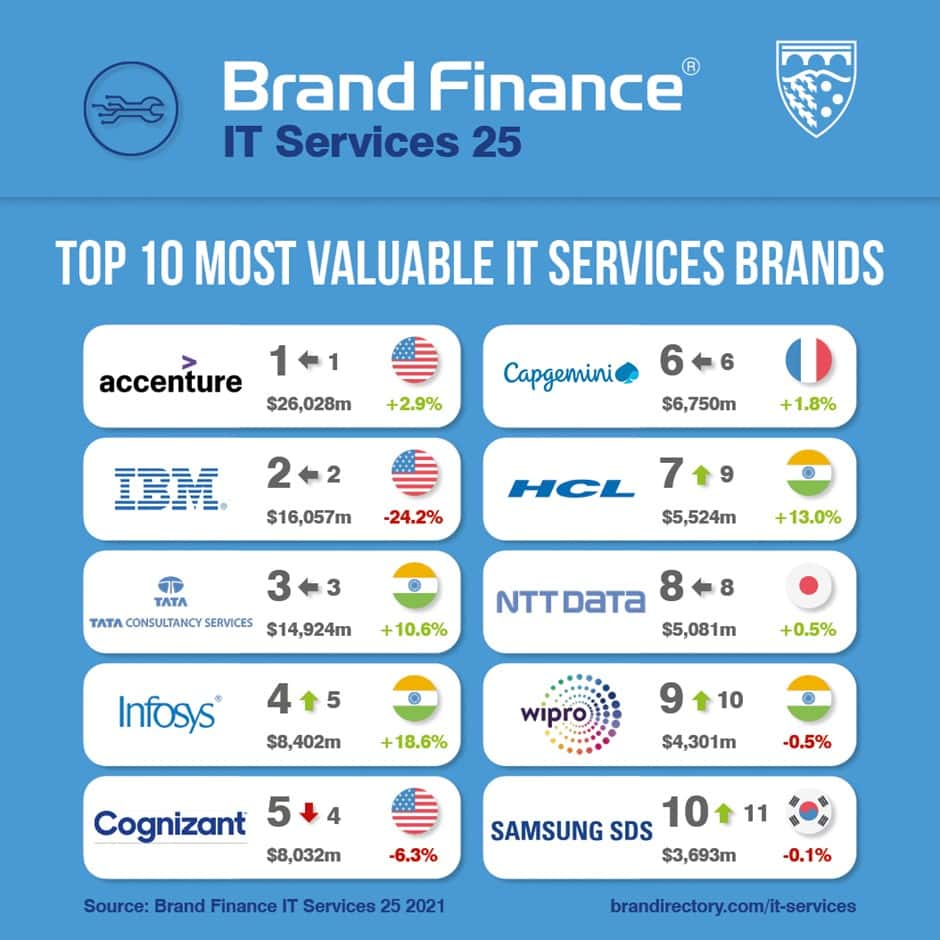 Brand Finance®
IT Services 25
TOP 10 MOST VALUABLE IT SERVICES BRANDS
accenture
1 1
$26,028m +2.9%
IBM®
2 2
$16,057m -24.2%
TATA
TATA CONSULTANCY SERVICES
3 3
$14,924m +10.6%
Infosys®
4 5
$8,402m +18.6%
Cognizant
5 4
$8,032m -6.3%
Capgemini
6 6
$6,750m +1.8%
HCL
7 9
$5,524m +13.0%
NTT DATA
8 8
$5,081m +0.5%
wipro
9 10
$4,301m -0.5%
SAMSUNG SDS
10 11
$3,693m -0.1%
Source: Brand Finance IT Services 25 2021
brandirectory.com/it-services